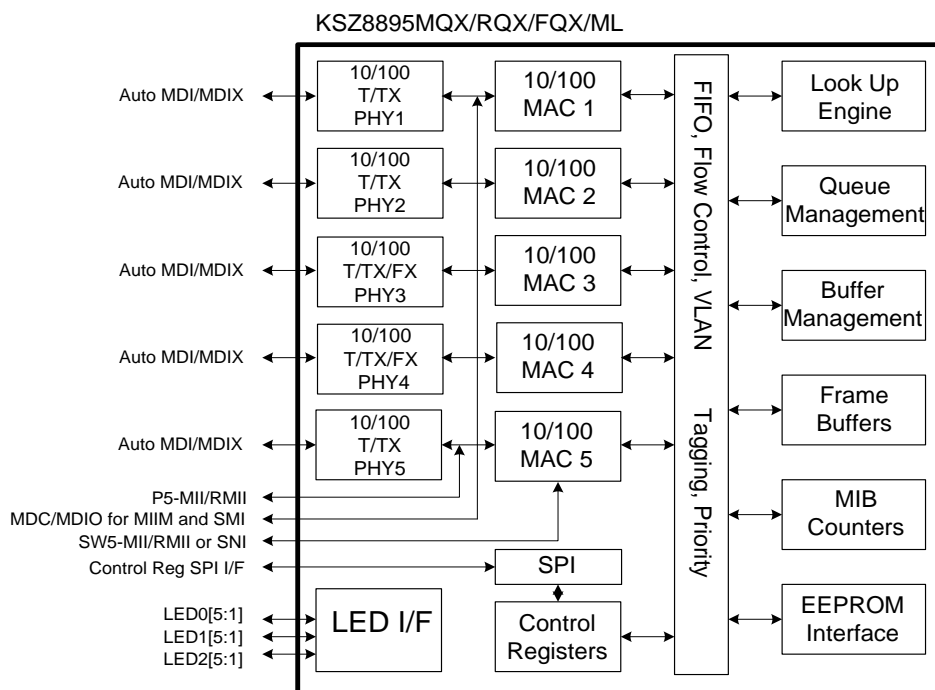 KSZ8895MQX/RQX/FQX/ML
Auto MDI/MDIX
10/100
T/TX
PHY1
10/100
MAC 1
Auto MDI/MDIX
10/100
T/TX
PHY2
10/100
MAC 2
Auto MDI/MDIX
10/100
T/TX/FX
PHY3
10/100
MAC 3
Auto MDI/MDIX
10/100
T/TX/FX
PHY4
10/100
MAC 4
Auto MDI/MDIX
10/100
T/TX
PHY5
10/100
MAC 5
P5-MII/RMII
MDC/MDIO for MIIM and SMI
SW5-MII/RMII or SNI
Control Reg SPI I/F
SPI
LED0[5:1]
LED1[5:1]
LED2[5:1]
LED I/F
Control
Registers
FIFO, Flow Control, VLAN Tagging, Priority
Look Up
Engine
Queue
Management
Buffer
Management
Frame
Buffers
MIB
Counters
EEPROM
Interface